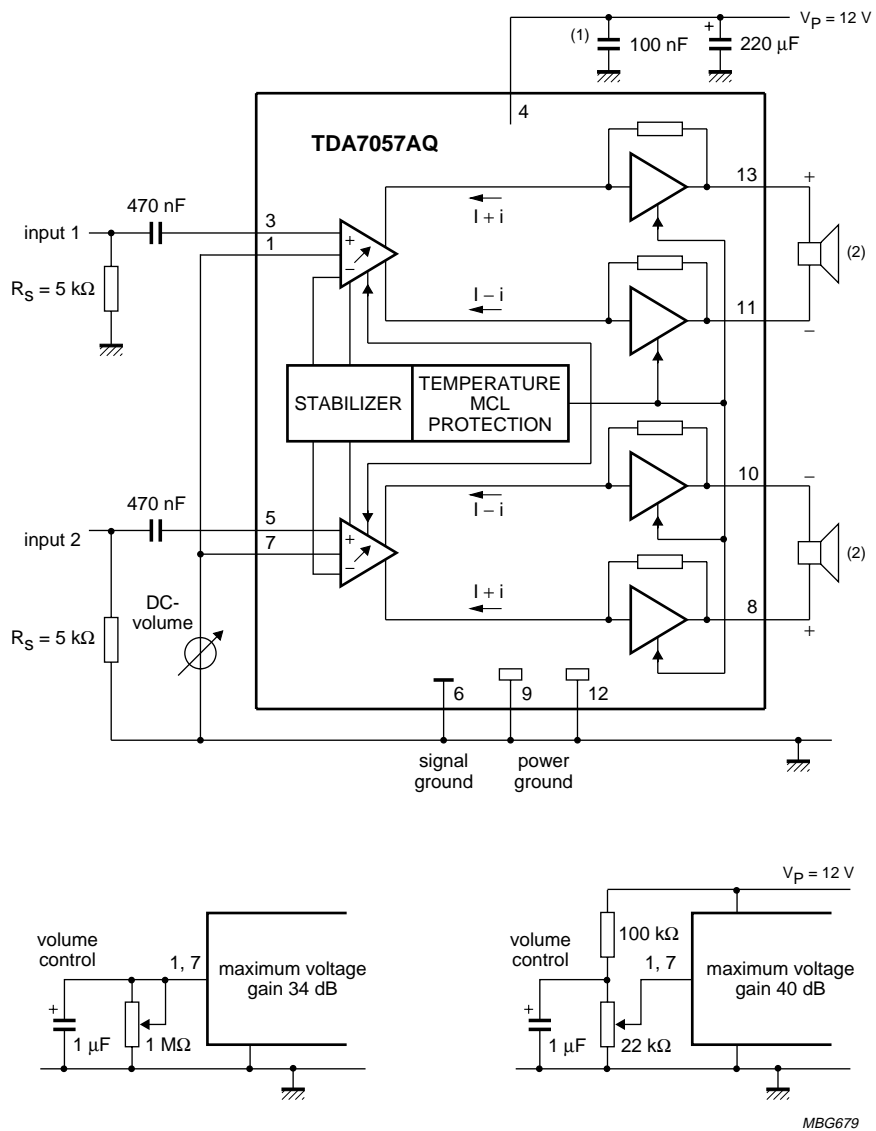 V_P = 12 V
(1)
100 nF
+
220 μF
4
TDA7057AQ
13
+
470 nF
3
I + i
input 1
1
+
−
(2)
R_S = 5 kΩ
I − i
11
−
STABILIZER
TEMPERATURE
MCL
PROTECTION
470 nF
10
−
5
I − i
input 2
7
+
−
(2)
DC-
volume
I + i
8
R_S = 5 kΩ
+
6
9
12
signal
ground
power
ground
volume
control
1, 7
maximum voltage
gain 34 dB
+
1 μF
1 MΩ
V_P = 12 V
100 kΩ
volume
control
1, 7
maximum voltage
gain 40 dB
+
1 μF
22 kΩ
MBG679